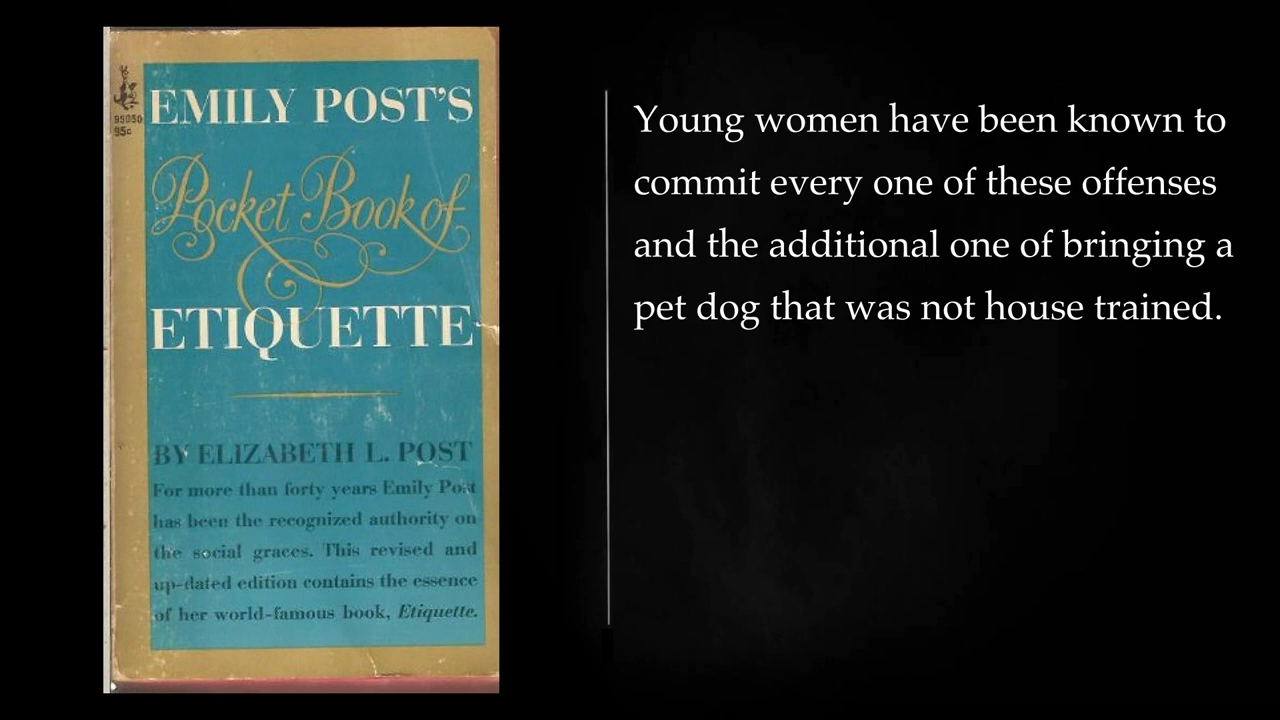 EMILY POST'S
95050
95c
Pocket Book of
ETIQUETTE
BY ELIZABETH L. POST
For more than forty years Emily Post
has been the recognized authority on
the social graces. This revised and
up-dated edition contains the essence
of her world-famous book, Etiquette.
Young women have been known to
commit every one of these offenses
and the additional one of bringing a
pet dog that was not house trained.